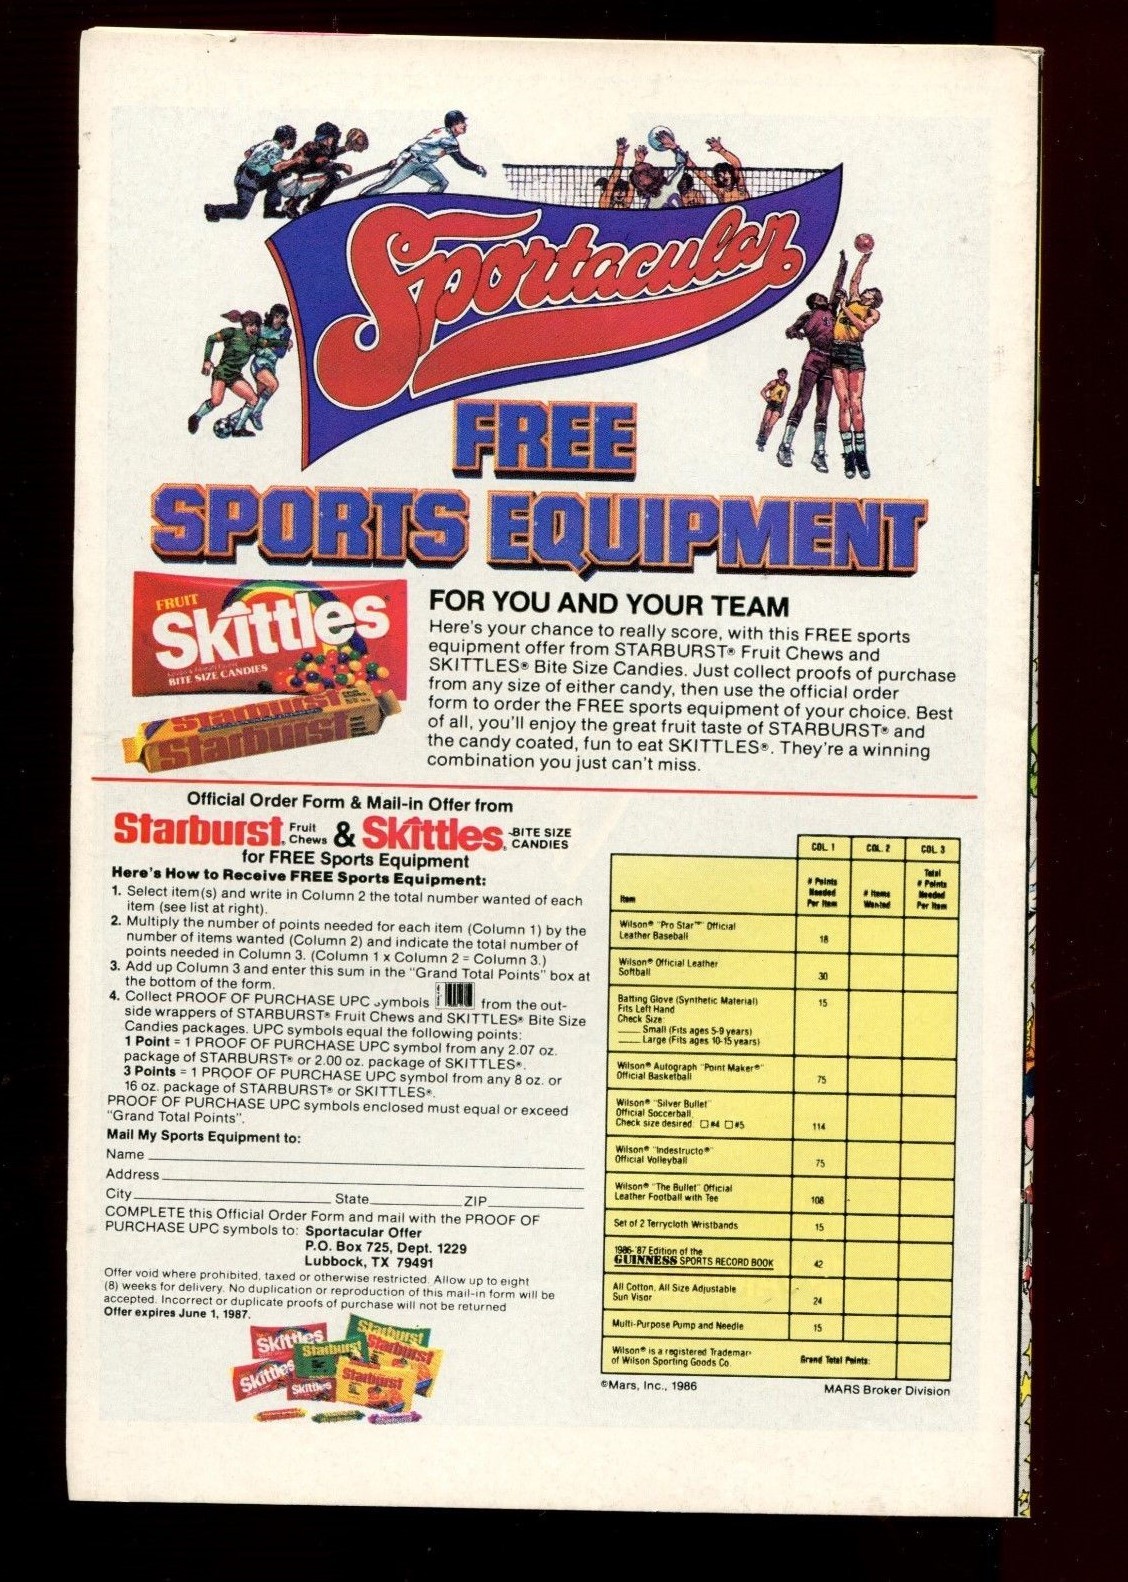 Sportacular
FREE
SPORTS EQUIPMENT
FRUIT
Skittles
BITE SIZE CANDIES
Starburst
Starburst
FOR YOU AND YOUR TEAM
Here's your chance to really score, with this FREE sports
equipment offer from STARBURST® Fruit Chews and
SKITTLES® Bite Size Candies. Just collect proofs of purchase
from any size of either candy, then use the official order
form to order the FREE sports equipment of your choice. Best
of all, you'll enjoy the great fruit taste of STARBURST® and
the candy coated, fun to eat SKITTLES®. They're a winning
combination you just can't miss.
Official Order Form & Mail-in Offer from
Starburst® Fruit Chews & Skittles® BITE SIZE CANDIES
for FREE Sports Equipment
Here's How to Receive FREE Sports Equipment:
1. Select item(s) and write in Column 2 the total number wanted of each
item (see list at right).
2. Multiply the number of points needed for each item (Column 1) by the
number of items wanted (Column 2) and indicate the total number of
points needed in Column 3. (Column 1 x Column 2 = Column 3.)
3. Add up Column 3 and enter this sum in the "Grand Total Points" box at
the bottom of the form.
4. Collect PROOF OF PURCHASE UPC symbols from the out-
side wrappers of STARBURST® Fruit Chews and SKITTLES® Bite Size
Candies packages. UPC symbols equal the following points:
1 Point = 1 PROOF OF PURCHASE UPC symbol from any 2.07 oz.
package of STARBURST® or 2.00 oz. package of SKITTLES®.
3 Points = 1 PROOF OF PURCHASE UPC symbol from any 8 oz. or
16 oz. package of STARBURST® or SKITTLES®.
PROOF OF PURCHASE UPC symbols enclosed must equal or exceed
"Grand Total Points".
Mail My Sports Equipment to:
Name
Address
City State ZIP
COMPLETE this Official Order Form and mail with the PROOF OF
PURCHASE UPC symbols to: Sportacular Offer
P.O. Box 725, Dept. 1229
Lubbock, TX 79491
Offer void where prohibited, taxed or otherwise restricted. Allow up to eight
(8) weeks for delivery. No duplication or reproduction of this mail-in form will be
accepted. Incorrect or duplicate proofs of purchase will not be returned
Offer expires June 1, 1987.
Skittles
Starburst
Starburst
Starburst
Skittles
Skittles
Starburst
COL. 1 COL. 2 COL. 3
Item
# Points Needed Per Item
# Items Wanted
Total # Points Needed Per Item
Wilson® "Pro Star™" Official
Leather Baseball 18
Wilson® Official Leather
Softball 30
Batting Glove (Synthetic Material) 15
Fits Left Hand
Check Size:
Small (Fits ages 5-9 years)
Large (Fits ages 10-15 years)
Wilson® Autograph "Point Maker®"
Official Basketball 75
Wilson® "Silver Bullet"
Official Soccerball
Check size desired: #4 #5 114
Wilson® "Indestructo®"
Official Volleyball 75
Wilson® "The Bullet" Official
Leather Football with Tee 108
Set of 2 Terrycloth Wristbands 15
1986-'87 Edition of the
GUINNESS SPORTS RECORD BOOK 42
All Cotton, All Size Adjustable
Sun Visor 24
Multi-Purpose Pump and Needle 15
Wilson® is a registered Trademar
of Wilson Sporting Goods Co. Grand Total Points:
©Mars, Inc., 1986 MARS Broker Division